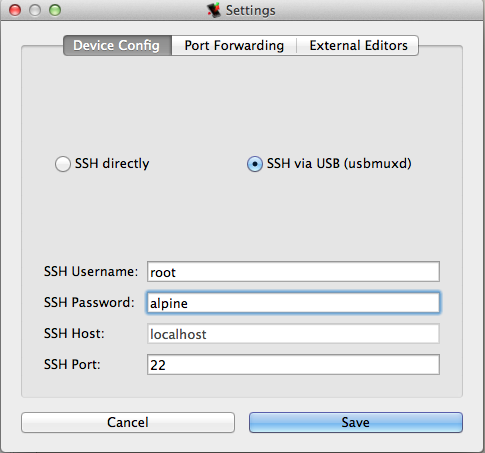 Settings
Device Config Port Forwarding External Editors
SSH directly SSH via USB (usbmuxd)
SSH Username: root
SSH Password: alpine
SSH Host: localhost
SSH Port: 22
Cancel Save